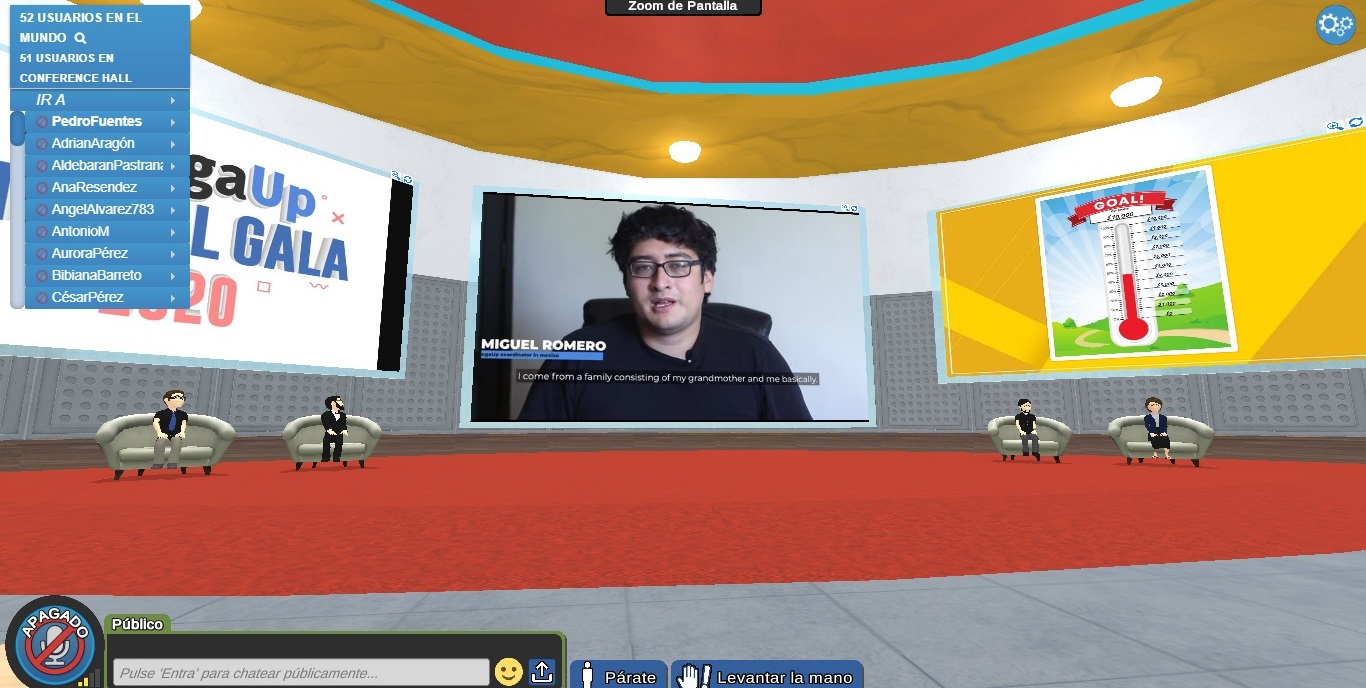 Zoom de Pantalla
52 USUARIOS EN EL
MUNDO
51 USUARIOS EN
CONFERENCE HALL
IR A
PedroFuentes
AdrianAragón
AldebaranPastrana
AnaResendez
AngelAlvarez783
AntonioM
AuroraPérez
BibianaBarreto
CésarPérez
gaUp
L GALA
2020
MIGUEL ROMERO
I come from a family consisting of my grandmother and me basically.
GOAL!
APAGADO
Público
Pulse 'Entra' para chatear públicamente...
Párate
Levantar la mano